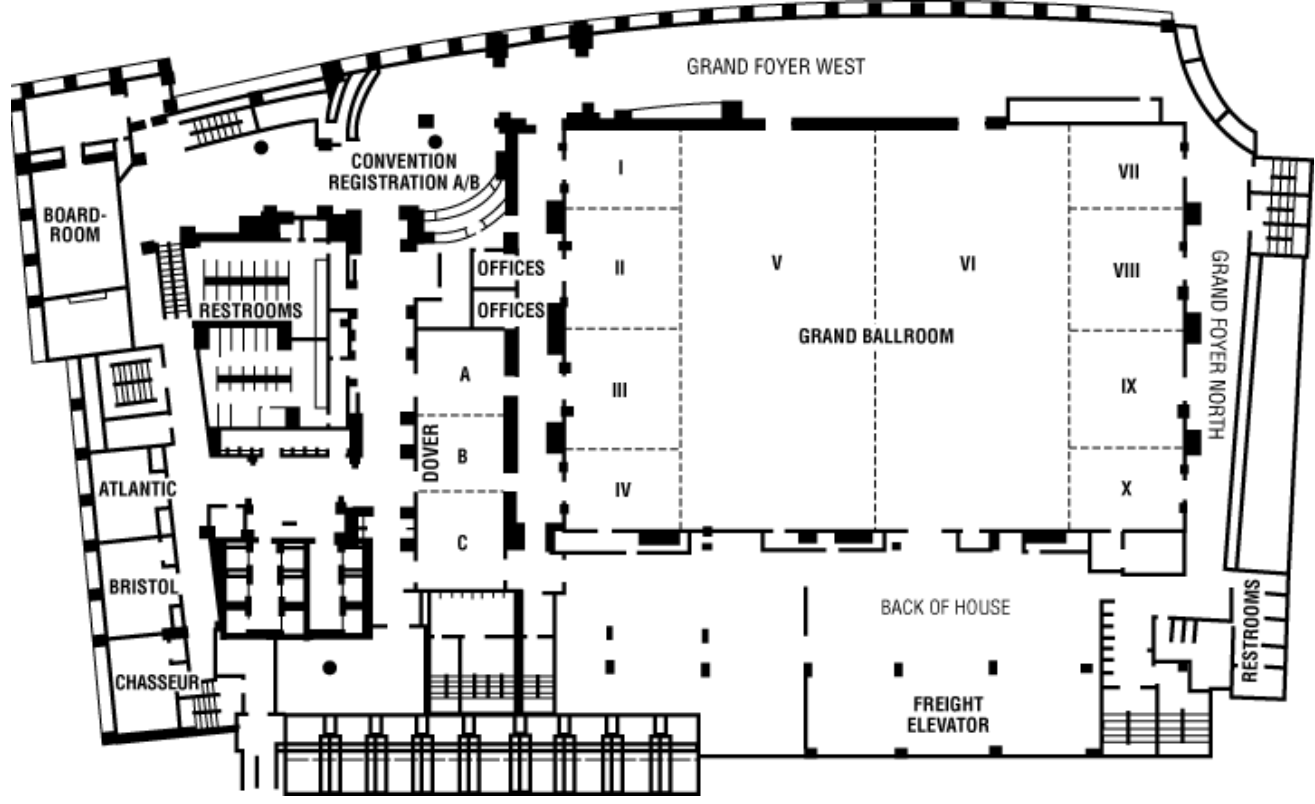 GRAND FOYER WEST
CONVENTION
REGISTRATION A/B
I
VII
BOARD-
ROOM
OFFICES
II
V
VI
VIII
GRAND FOYER NORTH
RESTROOMS
OFFICES
GRAND BALLROOM
A
III
IX
DOVER
B
ATLANTIC
IV
X
C
BRISTOL
BACK OF HOUSE
RESTROOMS
CHASSEUR
FREIGHT
ELEVATOR